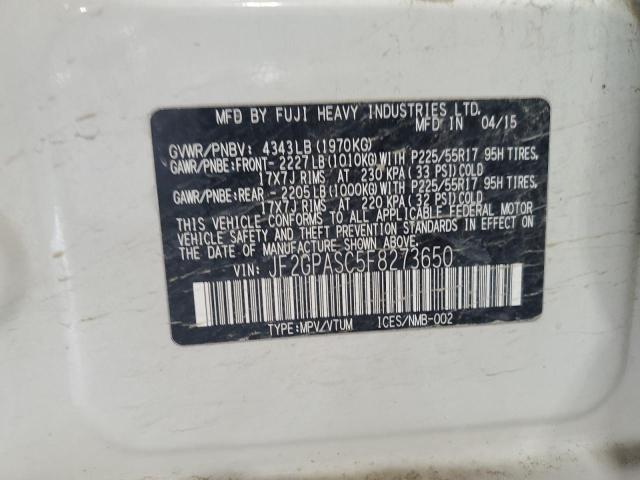 MFD BY FUJI HEAVY INDUSTRIES LTD.
MFD IN 04/15
GVWR/PNBV: 4343LB (1970KG)
GAWR/PNBE:FRONT- 2227LB (1010KG)WITH P225/55R17 95H TIRES,
17X7J RIMS AT 230 KPA (33 PSI)COLD
GAWR/PNBE:REAR - 2205LB (1000KG)WITH P225/55R17 95H TIRES,
17X7J RIMS AT 220 KPA (32 PSI)COLD
THIS VEHICLE CONFORMS TO ALL APPLICABLE FEDERAL MOTOR
VEHICLE SAFETY AND THEFT PREVENTION STANDARDS IN EFFECT ON
THE DATE OF MANUFACTURE SHOWN ABOVE.
VIN: JF2GPASC5F8273650
TYPE:MPV/VTUM ICES/NMB-002